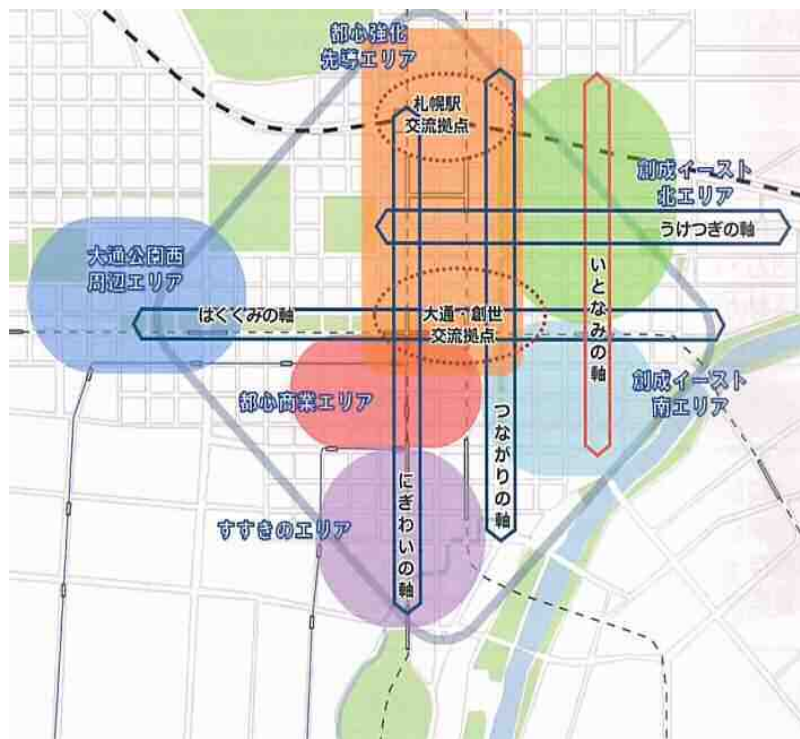 都心強化
先導エリア
札幌駅
交流拠点
創成イースト
北エリア
うけつぎの軸
大通公園西
周辺エリア
はぐくみの軸
大通・創世
交流拠点
いとなみの軸
都心商業エリア
創成イースト
南エリア
つながりの軸
すすきのエリア
にぎわいの軸